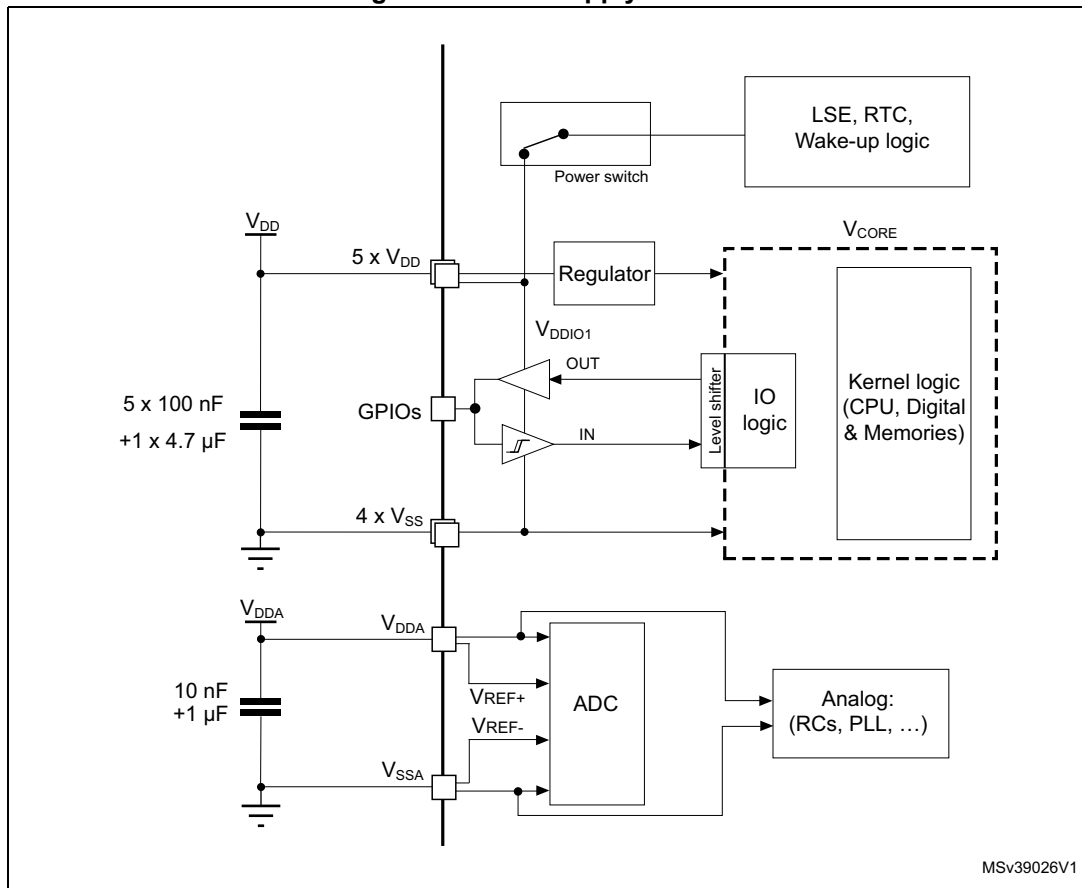 LSE, RTC,
Wake-up logic
Power switch
VDD
VCORE
5 x VDD
Regulator
VDDIO1
OUT
GPIOs
Level shifter
IO
logic
Kernel logic
(CPU, Digital
& Memories)
5 x 100 nF
+1 x 4.7 µF
IN
4 x VSS
VDDA
VDDA
10 nF
+1 µF
VREF+
VREF-
ADC
Analog:
(RCs, PLL, …)
VSSA
MSv39026V1